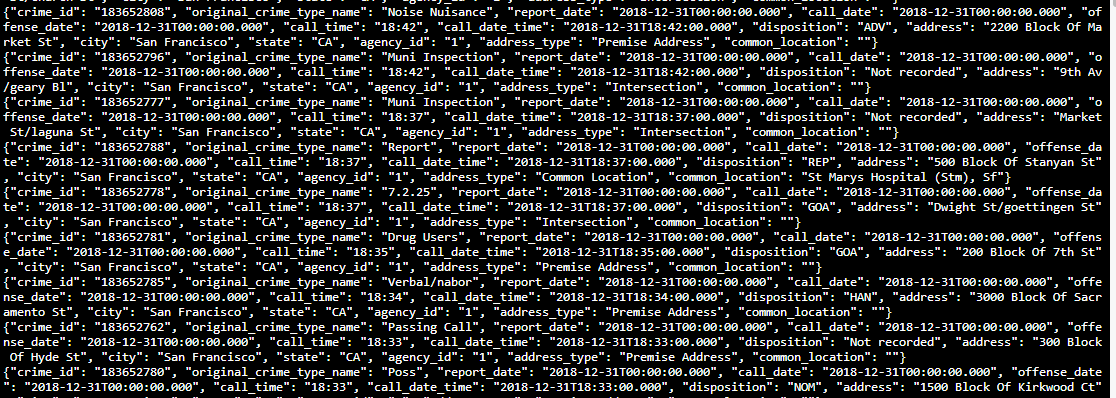 {"crime_id": "183652808", "original_crime_type_name": "Noise Nuisance", "report_date": "2018-12-31T00:00:00.000", "call_date": "2018-12-31T00:00:00.000", "of
fense_date": "2018-12-31T00:00:00.000", "call_time": "18:42", "call_date_time": "2018-12-31T18:42:00.000", "disposition": "ADV", "address": "2200 Block Of Ma
rket St", "city": "San Francisco", "state": "CA", "agency_id": "1", "address_type": "Premise Address", "common_location": ""}
{"crime_id": "183652796", "original_crime_type_name": "Muni Inspection", "report_date": "2018-12-31T00:00:00.000", "call_date": "2018-12-31T00:00:00.000", "o
ffense_date": "2018-12-31T00:00:00.000", "call_time": "18:42", "call_date_time": "2018-12-31T18:42:00.000", "disposition": "Not recorded", "address": "9th Av
/geary Bl", "city": "San Francisco", "state": "CA", "agency_id": "1", "address_type": "Intersection", "common_location": ""}
{"crime_id": "183652777", "original_crime_type_name": "Muni Inspection", "report_date": "2018-12-31T00:00:00.000", "call_date": "2018-12-31T00:00:00.000", "o
ffense_date": "2018-12-31T00:00:00.000", "call_time": "18:37", "call_date_time": "2018-12-31T18:37:00.000", "disposition": "Not recorded", "address": "Market
St/laguna St", "city": "San Francisco", "state": "CA", "agency_id": "1", "address_type": "Intersection", "common_location": ""}
{"crime_id": "183652788", "original_crime_type_name": "Report", "report_date": "2018-12-31T00:00:00.000", "call_date": "2018-12-31T00:00:00.000", "offense_da
te": "2018-12-31T00:00:00.000", "call_time": "18:37", "call_date_time": "2018-12-31T18:37:00.000", "disposition": "REP", "address": "500 Block Of Stanyan St"
, "city": "San Francisco", "state": "CA", "agency_id": "1", "address_type": "Common Location", "common_location": "St Marys Hospital (Stm), Sf"}
{"crime_id": "183652778", "original_crime_type_name": "7.2.25", "report_date": "2018-12-31T00:00:00.000", "call_date": "2018-12-31T00:00:00.000", "offense_da
te": "2018-12-31T00:00:00.000", "call_time": "18:37", "call_date_time": "2018-12-31T18:37:00.000", "disposition": "GOA", "address": "Dwight St/goettingen St"
, "city": "San Francisco", "state": "CA", "agency_id": "1", "address_type": "Intersection", "common_location": ""}
{"crime_id": "183652781", "original_crime_type_name": "Drug Users", "report_date": "2018-12-31T00:00:00.000", "call_date": "2018-12-31T00:00:00.000", "offens
e_date": "2018-12-31T00:00:00.000", "call_time": "18:35", "call_date_time": "2018-12-31T18:35:00.000", "disposition": "GOA", "address": "200 Block Of 7th St"
, "city": "San Francisco", "state": "CA", "agency_id": "1", "address_type": "Premise Address", "common_location": ""}
{"crime_id": "183652785", "original_crime_type_name": "Verbal/nabor", "report_date": "2018-12-31T00:00:00.000", "call_date": "2018-12-31T00:00:00.000", "offe
nse_date": "2018-12-31T00:00:00.000", "call_time": "18:34", "call_date_time": "2018-12-31T18:34:00.000", "disposition": "HAN", "address": "3000 Block Of Sacr
amento St", "city": "San Francisco", "state": "CA", "agency_id": "1", "address_type": "Premise Address", "common_location": ""}
{"crime_id": "183652762", "original_crime_type_name": "Passing Call", "report_date": "2018-12-31T00:00:00.000", "call_date": "2018-12-31T00:00:00.000", "offe
nse_date": "2018-12-31T00:00:00.000", "call_time": "18:33", "call_date_time": "2018-12-31T18:33:00.000", "disposition": "Not recorded", "address": "300 Block
Of Hyde St", "city": "San Francisco", "state": "CA", "agency_id": "1", "address_type": "Premise Address", "common_location": ""}
{"crime_id": "183652780", "original_crime_type_name": "Poss", "report_date": "2018-12-31T00:00:00.000", "call_date": "2018-12-31T00:00:00.000", "offense_date
": "2018-12-31T00:00:00.000", "call_time": "18:33", "call_date_time": "2018-12-31T18:33:00.000", "disposition": "NOM", "address": "1500 Block Of Kirkwood Ct"